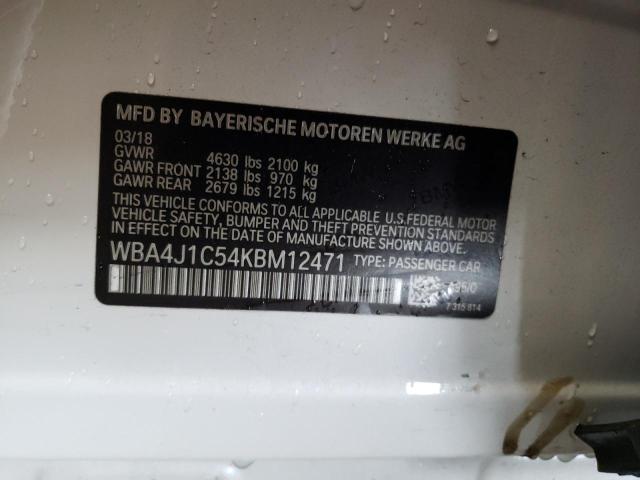 MFD BY BAYERISCHE MOTOREN WERKE AG
03/18
GVWR 4630 lbs 2100 kg
GAWR FRONT 2138 lbs 970 kg
GAWR REAR 2679 lbs 1215 kg
THIS VEHICLE CONFORMS TO ALL APPLICABLE U.S.FEDERAL MOTOR
VEHICLE SAFETY, BUMPER AND THEFT PREVENTION STANDARDS
IN EFFECT ON THE DATE OF MANUFACTURE SHOWN ABOVE.
WBA4J1C54KBM12471 TYPE: PASSENGER CAR
7 315 814